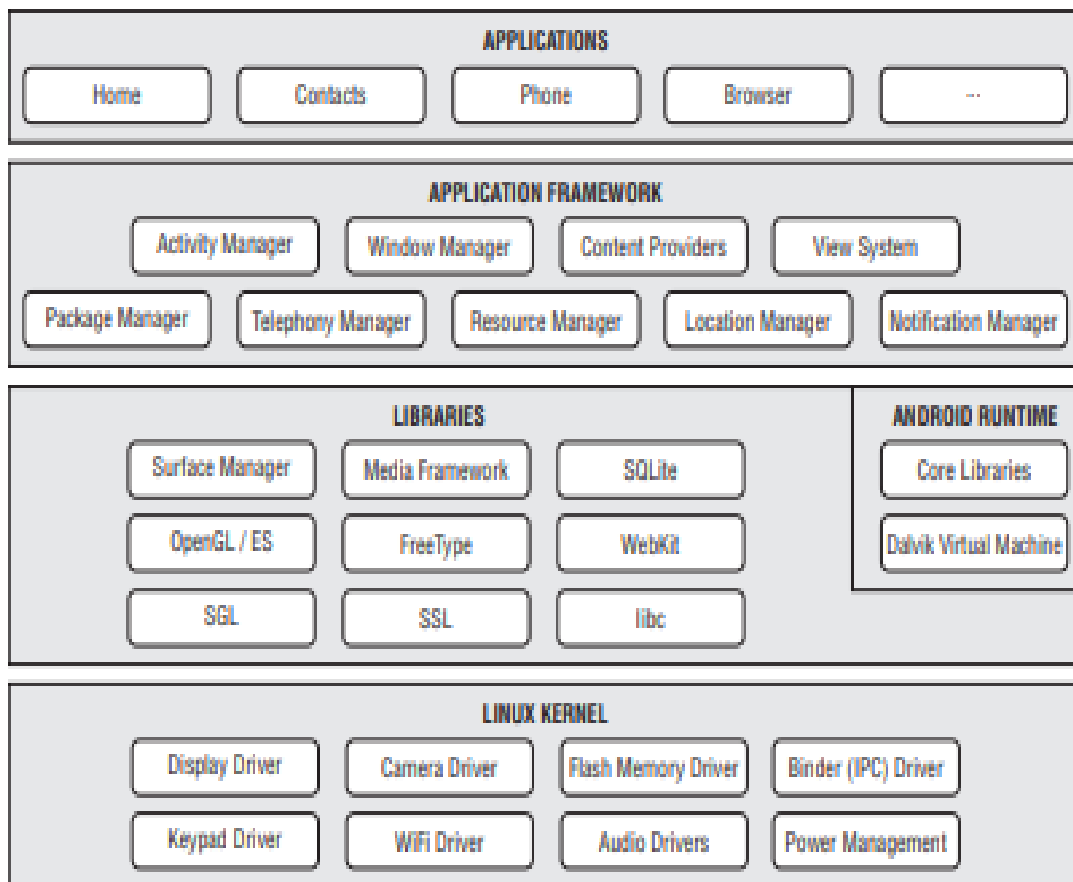 APPLICATIONS
Home Contacts Phone Browser ...
APPLICATION FRAMEWORK
Activity Manager Window Manager Content Providers View System
Package Manager Telephony Manager Resource Manager Location Manager Notification Manager
LIBRARIES
Surface Manager Media Framework SQLite
OpenGL / ES FreeType WebKit
SGL SSL libc
ANDROID RUNTIME
Core Libraries
Dalvik Virtual Machine
LINUX KERNEL
Display Driver Camera Driver Flash Memory Driver Binder (IPC) Driver
Keypad Driver WiFi Driver Audio Drivers Power Management